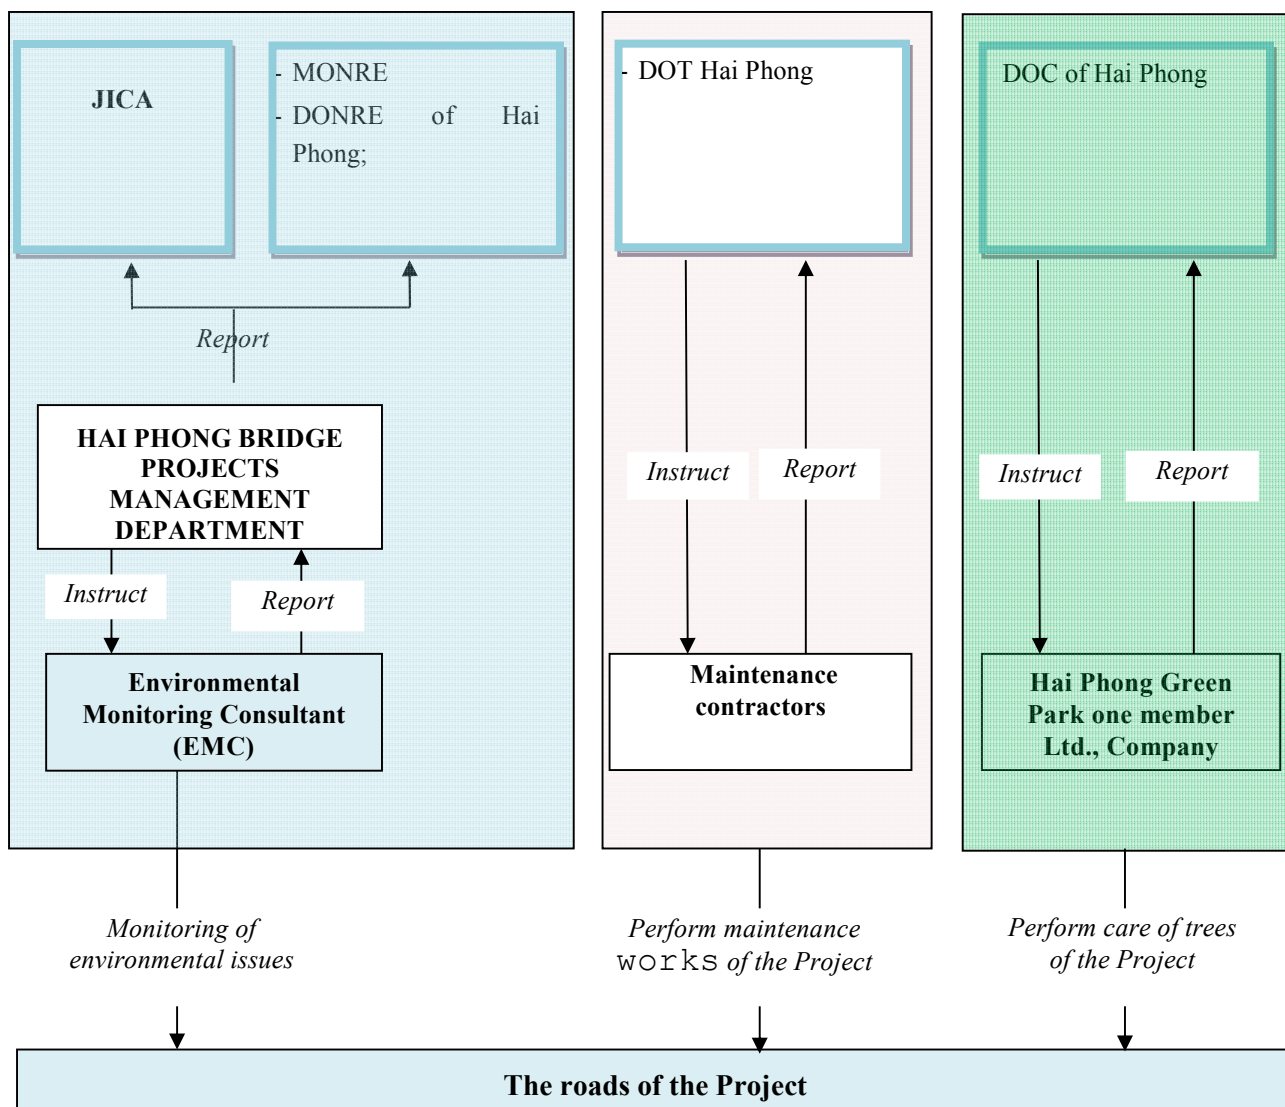 JICA
- MONRE
- DONRE of Hai
Phong;
- DOT Hai Phong
DOC of Hai Phong
Report
HAI PHONG BRIDGE
PROJECTS
MANAGEMENT
DEPARTMENT
Instruct
Report
Instruct
Report
Instruct
Report
Environmental
Monitoring Consultant
(EMC)
Maintenance
contractors
Hai Phong Green
Park one member
Ltd., Company
Monitoring of
environmental issues
Perform maintenance
works of the Project
Perform care of trees
of the Project
The roads of the Project